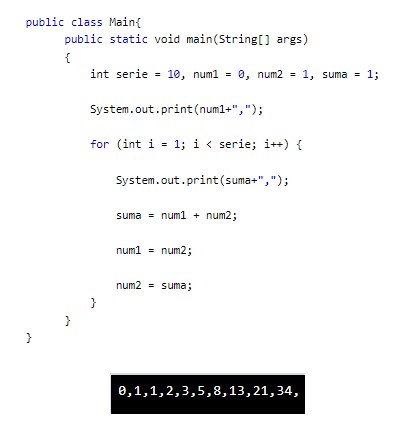 public class Main{
public static void main(String[] args)
{
int serie = 10, num1 = 0, num2 = 1, suma = 1;
System.out.print(num1+",");
for (int i = 1; i < serie; i++) {
System.out.print(suma+",");
suma = num1 + num2;
num1 = num2;
num2 = suma;
}
}
}
0,1,1,2,3,5,8,13,21,34,